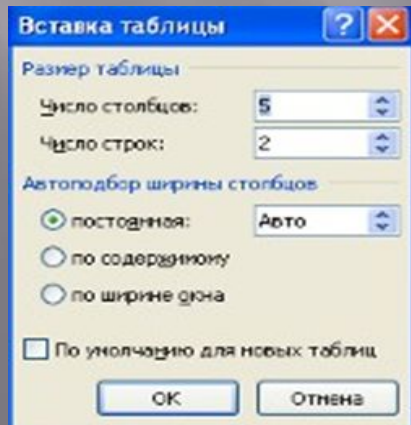 Вставка таблицы
Размер таблицы
Число столбцов: 5
Число строк: 2
Автоподбор ширины столбцов
постоянная: Авто
по содержимому
по ширине окна
По умолчанию для новых таблиц
ОК Отмена